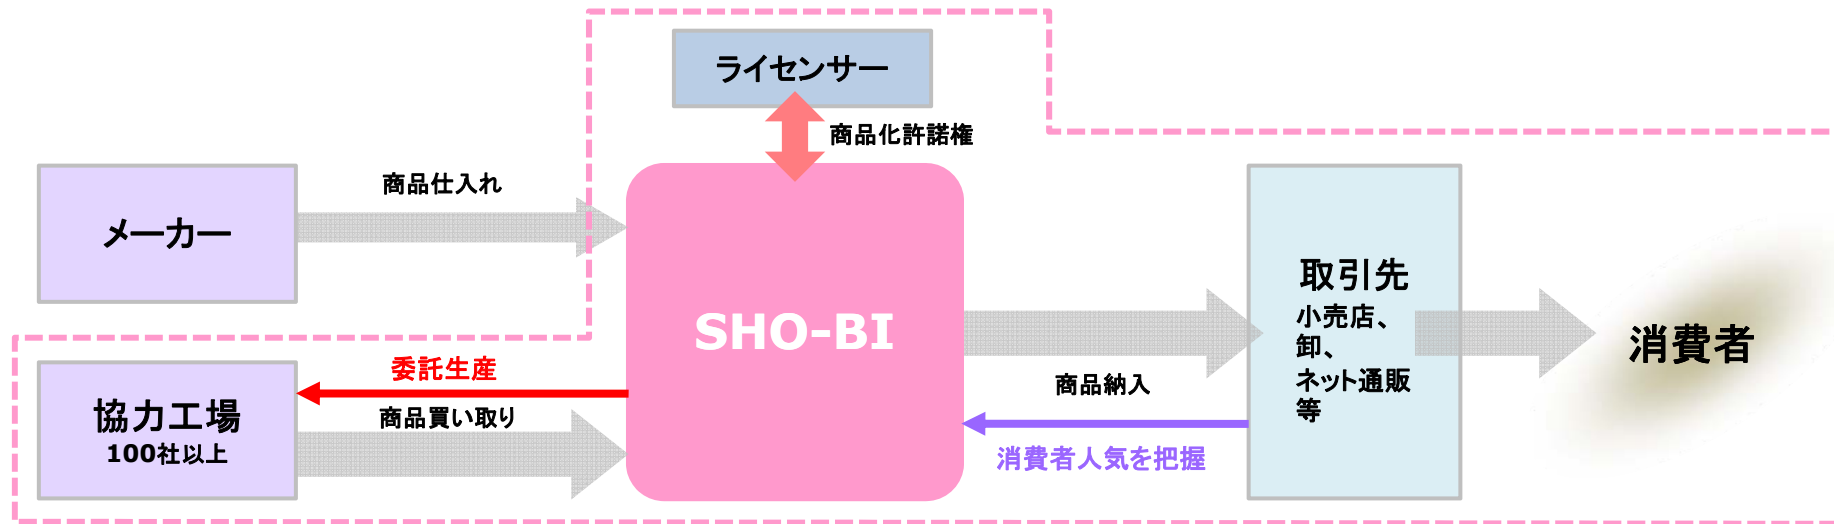 ライセンサー
商品化許諾権
商品仕入れ
メーカー
SHO-BI
取引先
小売店、
卸、
ネット通販
等
消費者
委託生産
商品買い取り
協力工場
100社以上
商品納入
消費者人気を把握